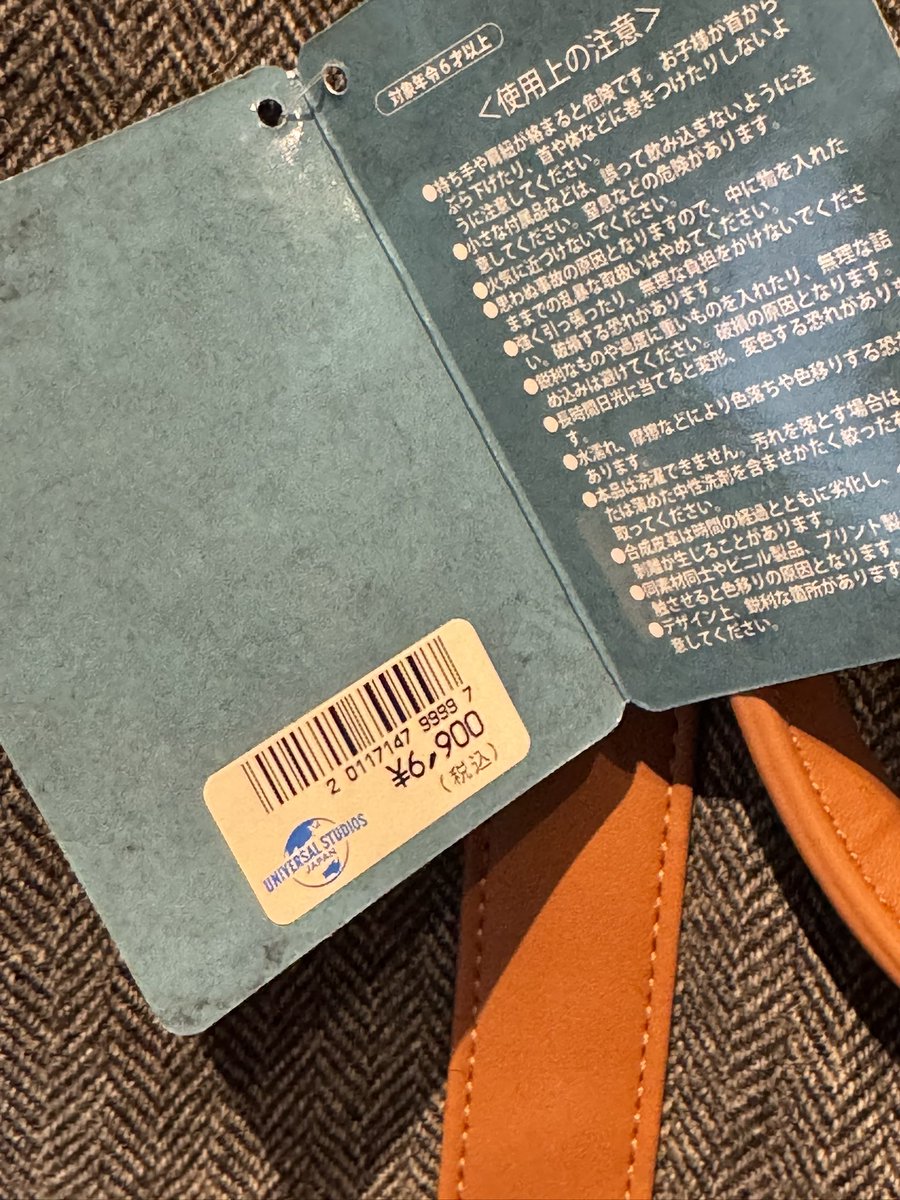 対象年令6才以上
<使用上の注意>
●持ち手や肩紐が絡まると危険です。お子様が首から
ぶら下げたり、首や体などに巻きつけたりしないよ
うに注意してください。
●小さな付属品などは、誤って飲み込まないように注
意してください。窒息などの危険があります。
●火気に近づけないでください。
●思わぬ事故の原因となりますので、中に物を入れた
ままでの乱暴な取扱いはやめてください。
●強く引っ張ったり、無理な負担をかけないでくださ
い。破損する恐れがあります。
●鋭利なものや過度に重いものを入れたり、無理な詰
め込みは避けてください。破損の原因となります。
●長時間日光に当てると変形、変色する恐れがありま
す。
●水濡れ、摩擦などにより色落ちや色移りする恐
あります。
●本品は洗濯できません。汚れを落とす場合は
たは薄めた中性洗剤を含ませかたく絞った
取ってください。
●合成皮革は時間の経過とともに劣化し、
剥離が生じることがあります。
●同素材同士やビニル製品、プリント製
触させると色移りの原因となります。
●デザイン上、鋭利な箇所があります
意してください。
2 0117147 9999 7
¥6,900
(税込)
UNIVERSAL STUDIOS
JAPAN